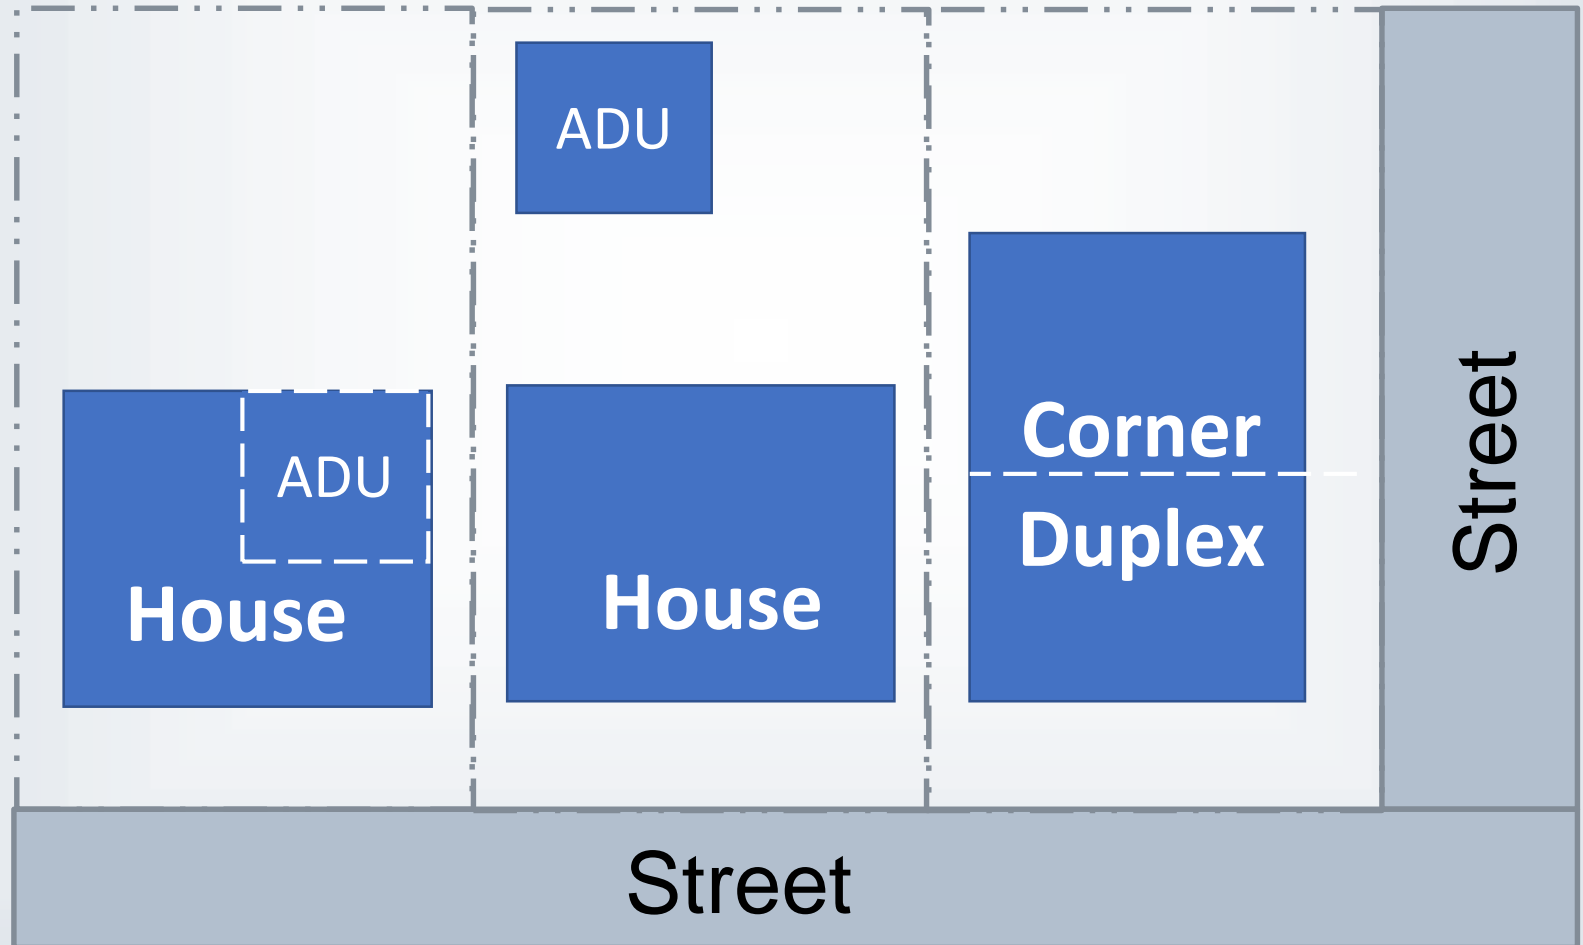 ADU
ADU
House
House
Corner
Duplex
Street
Street